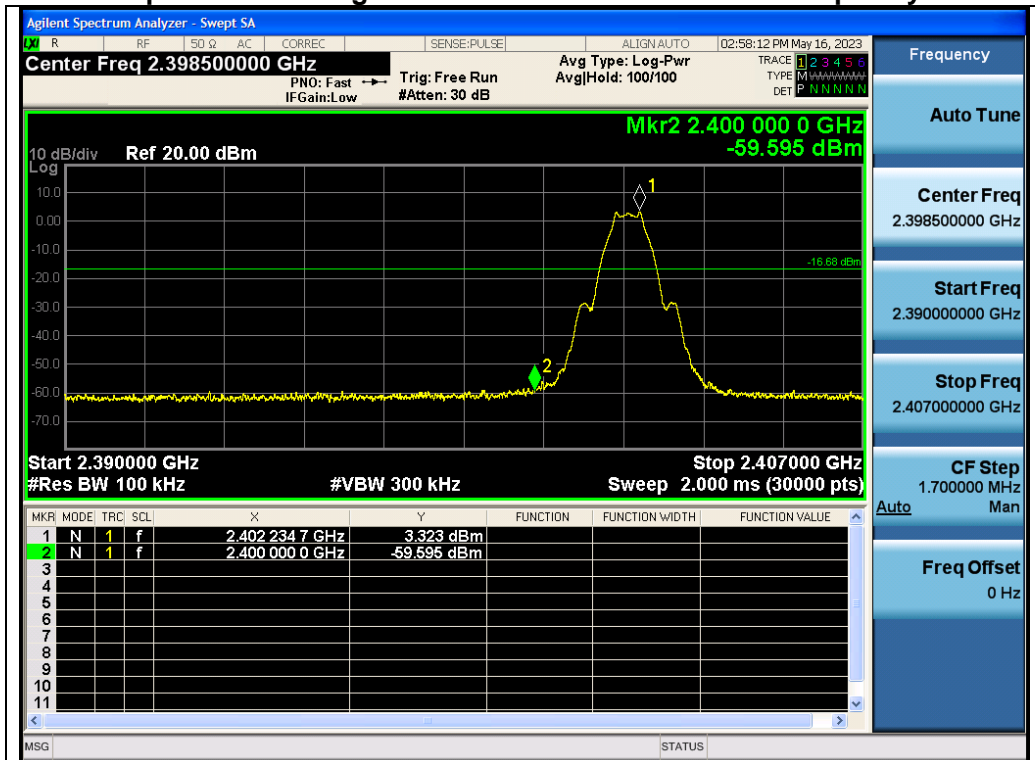 Agilent Spectrum Analyzer - Swept SA
LXI R RF 50 Ω AC CORREC SENSE:PULSE ALIGN AUTO 02:58:12 PM May 16, 2023
Center Freq 2.398500000 GHz
PNO: Fast
IFGain:Low
Trig: Free Run
#Atten: 30 dB
Avg Type: Log-Pwr
Avg|Hold: 100/100
TRACE 1 2 3 4 5 6
TYPE M WWWWW
DET P N N N N N
Mkr2 2.400 000 0 GHz
-59.595 dBm
10 dB/div Ref 20.00 dBm
Log
10.0
0.00
-10.0
-20.0
-30.0
-40.0
-50.0
-60.0
-70.0
1
-16.68 dBm
2
Start 2.390000 GHz Stop 2.407000 GHz
#Res BW 100 kHz #VBW 300 kHz Sweep 2.000 ms (30000 pts)
MKR MODE TRC SCL X Y FUNCTION FUNCTION WIDTH FUNCTION VALUE
1 N 1 f 2.402 234 7 GHz 3.323 dBm
2 N 1 f 2.400 000 0 GHz -59.595 dBm
3
4
5
6
7
8
9
10
11
MSG STATUS
Frequency
Auto Tune
Center Freq
2.398500000 GHz
Start Freq
2.390000000 GHz
Stop Freq
2.407000000 GHz
CF Step
1.700000 MHz
Auto Man
Freq Offset
0 Hz